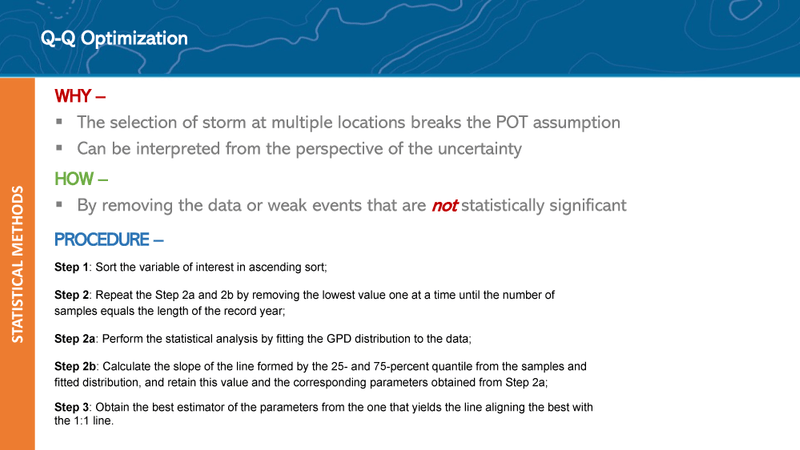 Q-Q Optimization
WHY –
▪ The selection of storm at multiple locations breaks the POT assumption
▪ Can be interpreted from the perspective of the uncertainty
HOW –
▪ By removing the data or weak events that are not statistically significant
STATISTICAL METHODS
PROCEDURE –
Step 1: Sort the variable of interest in ascending sort;
Step 2: Repeat the Step 2a and 2b by removing the lowest value one at a time until the number of
samples equals the length of the record year;
Step 2a: Perform the statistical analysis by fitting the GPD distribution to the data;
Step 2b: Calculate the slope of the line formed by the 25- and 75-percent quantile from the samples and
fitted distribution, and retain this value and the corresponding parameters obtained from Step 2a;
Step 3: Obtain the best estimator of the parameters from the one that yields the line aligning the best with
the 1:1 line.